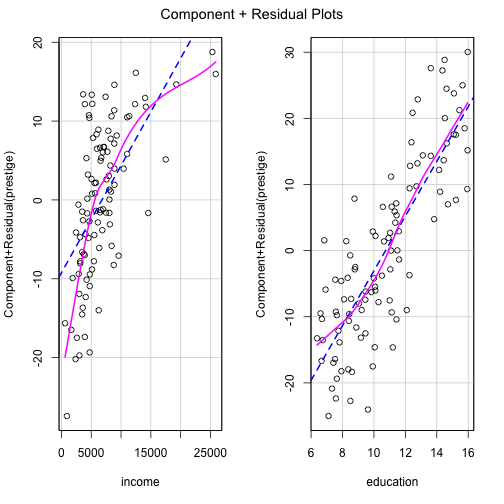 Component + Residual Plots
Component+Residual(prestige)
20
10
0
-10
-20
0 5000 15000 25000
income
Component+Residual(prestige)
30
20
10
0
-10
-20
6 8 10 12 14 16
education